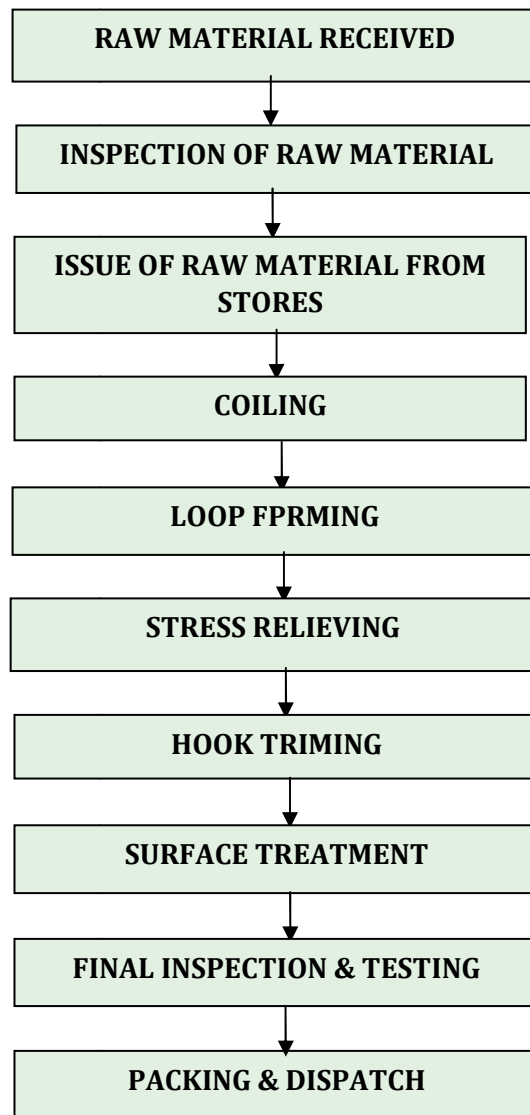 RAW MATERIAL RECEIVED
INSPECTION OF RAW MATERIAL
ISSUE OF RAW MATERIAL FROM
STORES
COILING
LOOP FPRMING
STRESS RELIEVING
HOOK TRIMING
SURFACE TREATMENT
FINAL INSPECTION & TESTING
PACKING & DISPATCH